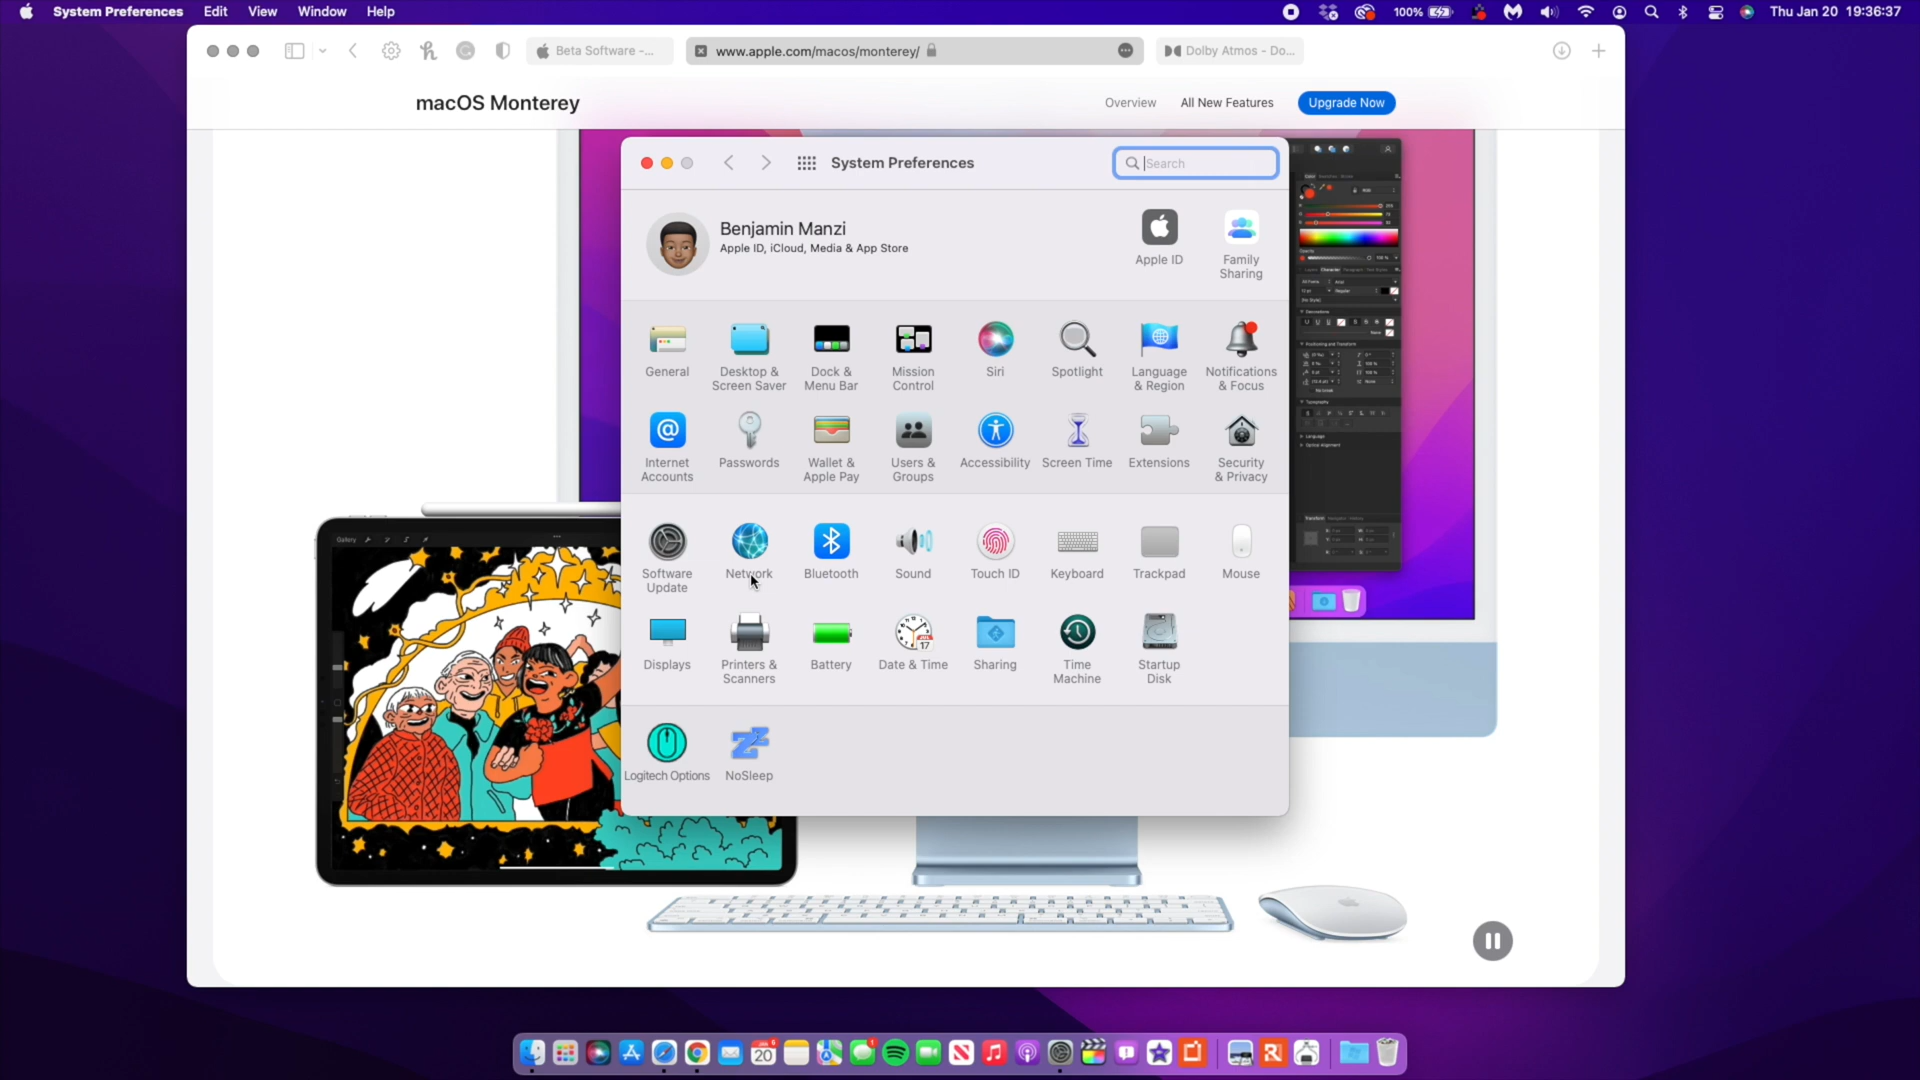 System Preferences Edit View Window Help 100% Thu Jan 20 19:36:37
Beta Software -... www.apple.com/macos/monterey/ Dolby Atmos - Do...
macOS Monterey Overview All New Features Upgrade Now
System Preferences Search
Benjamin Manzi
Apple ID, iCloud, Media & App Store
Apple ID Family
Sharing
General Desktop & Dock & Mission Siri Spotlight Language Notifications
Screen Saver Menu Bar Control & Region & Focus
Internet Passwords Wallet & Users & Accessibility Screen Time Extensions Security
Accounts Apple Pay Groups & Privacy
Software Network Bluetooth Sound Touch ID Keyboard Trackpad Mouse
Update
Displays Printers & Battery Date & Time Sharing Time Startup
Scanners Machine Disk
Logitech Options NoSleep
Gallery